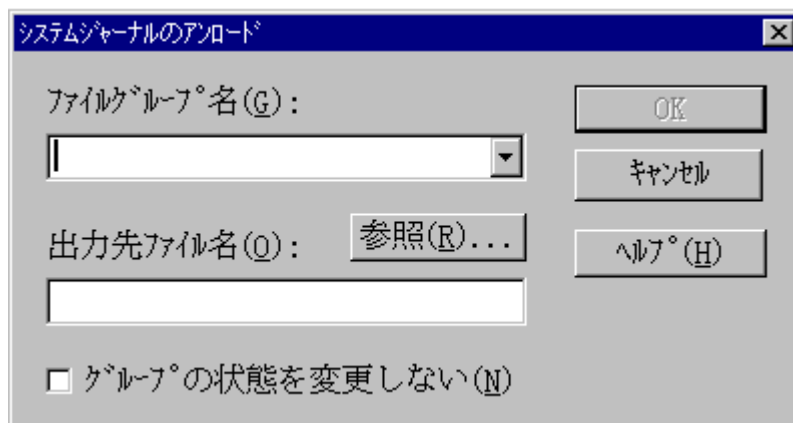 ｼｽﾃﾑｼﾞｬｰﾅﾙのｱﾝﾛｰﾄﾞ
ﾌｧｲﾙｸﾞﾙｰﾌﾟ名(G):
OK
ｷｬﾝｾﾙ
出力先ﾌｧｲﾙ名(O):
参照(R)...
ﾍﾙﾌﾟ(H)
ｸﾞﾙｰﾌﾟの状態を変更しない(N)